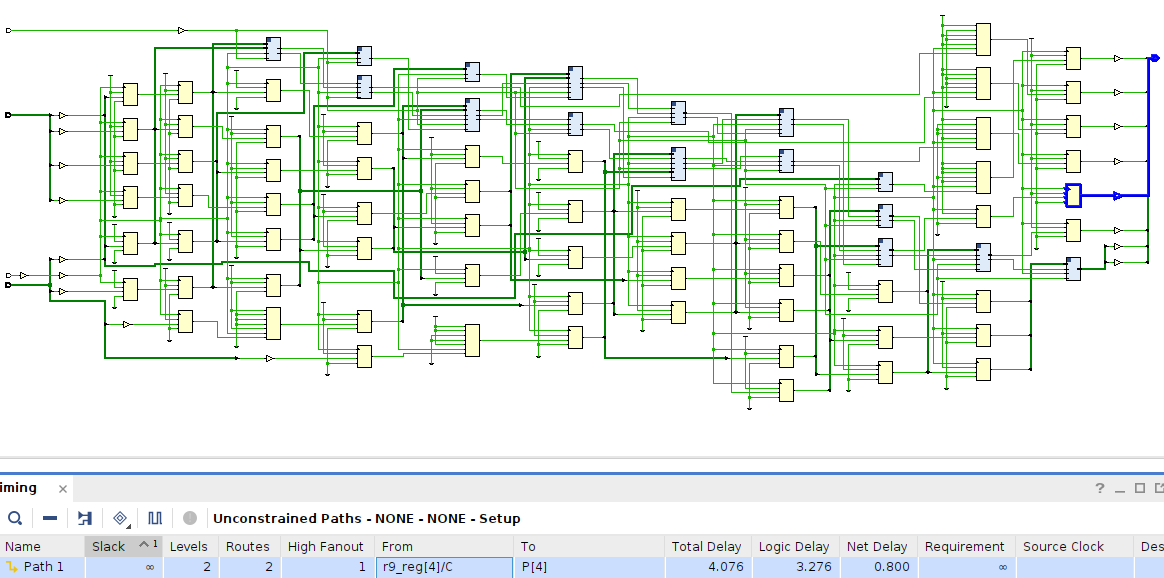 iming × ? _
Unconstrained Paths - NONE - NONE - Setup
Name Slack 1 Levels Routes High Fanout From To Total Delay Logic Delay Net Delay Requirement Source Clock Des
Path 1 ∞ 2 2 1 r9_reg[4]/C P[4] 4.076 3.276 0.800 ∞